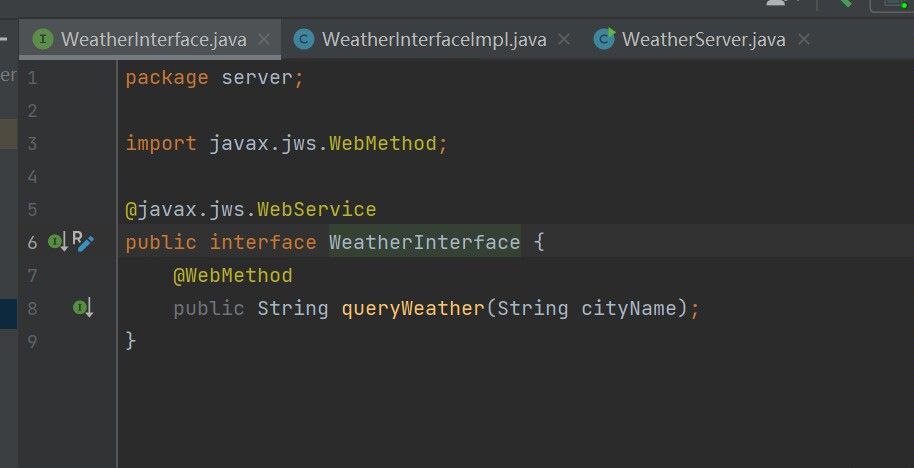 WeatherInterface.java WeatherInterfaceImpl.java WeatherServer.java
er
1 package server;
2
3 import javax.jws.WebMethod;
4
5 @javax.jws.WebService
6 public interface WeatherInterface {
7 @WebMethod
8 public String queryWeather(String cityName);
9 }